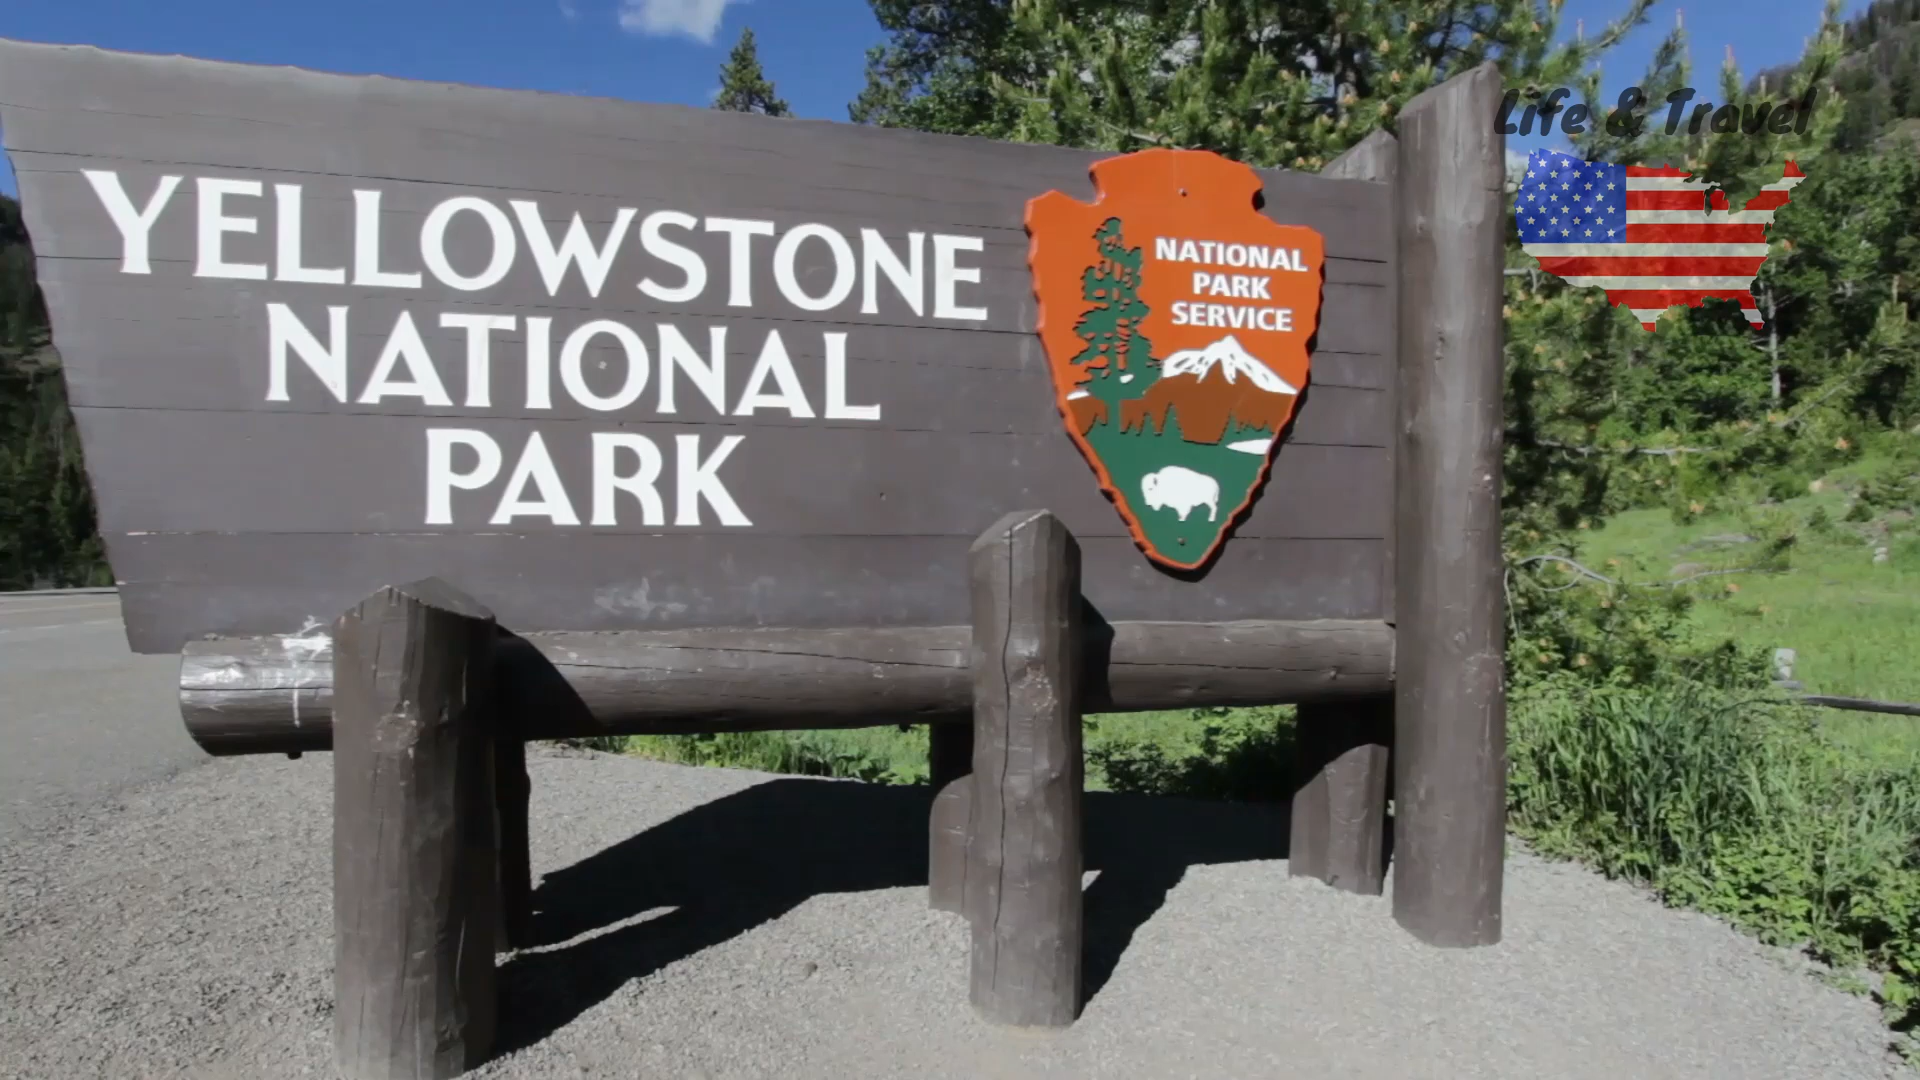 YELLOWSTONE
NATIONAL
PARK
NATIONAL
PARK
SERVICE
Life & Travel